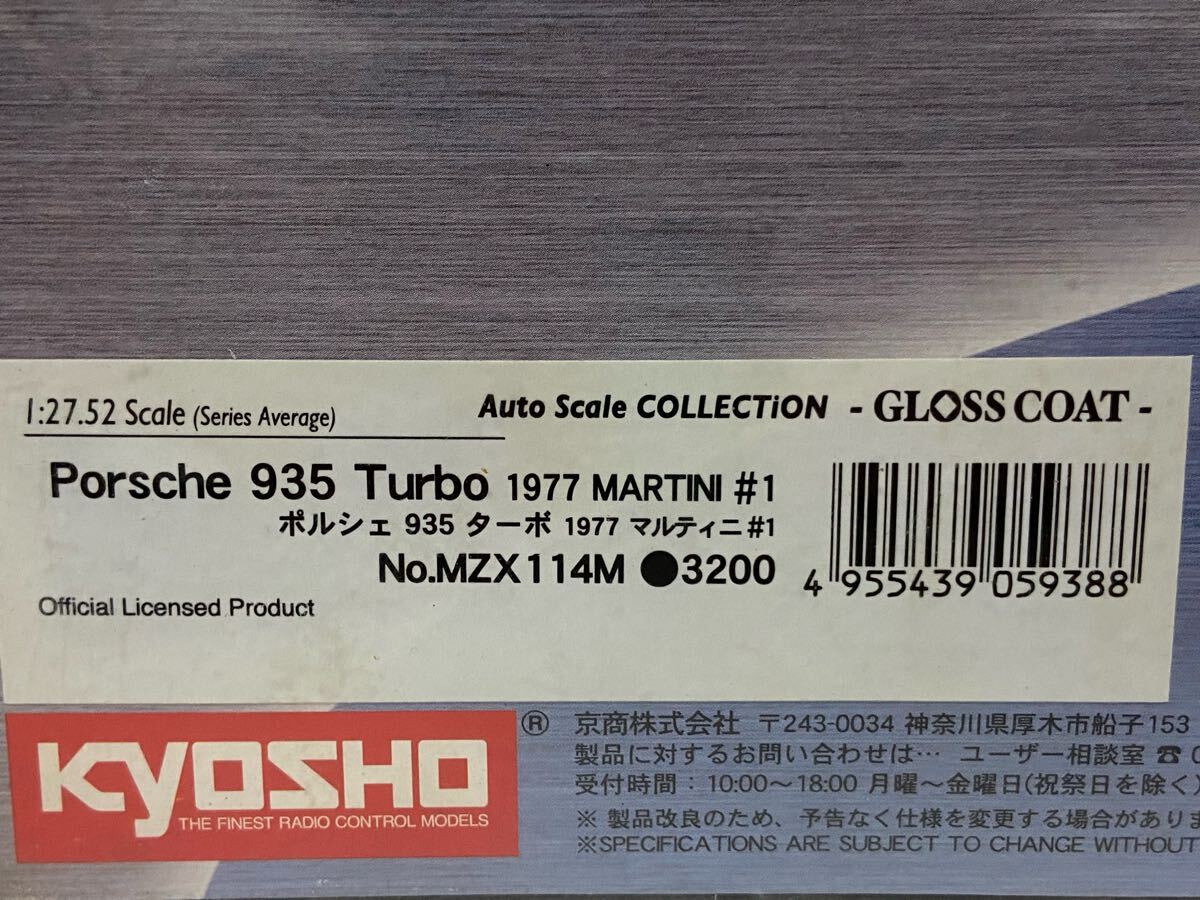 1:27.52 Scale (Series Average)
Auto Scale COLLECTiON - GLOSS COAT -
Porsche 935 Turbo 1977 MARTINI #1
ポルシェ 935 ターボ 1977 マルティニ #1
No.MZX114M ●3200
4 955439 059388
Official Licensed Product
KYOSHO ®
THE FINEST RADIO CONTROL MODELS
京商株式会社 〒243-0034 神奈川県厚木市船子153
製品に対するお問い合わせは… ユーザー相談室 ☎
受付時間：10:00〜18:00 月曜〜金曜日(祝祭日を除く)
※ 製品改良のため、予告なく仕様を変更する場合があり
※SPECIFICATIONS ARE SUBJECT TO CHANGE WITHOUT